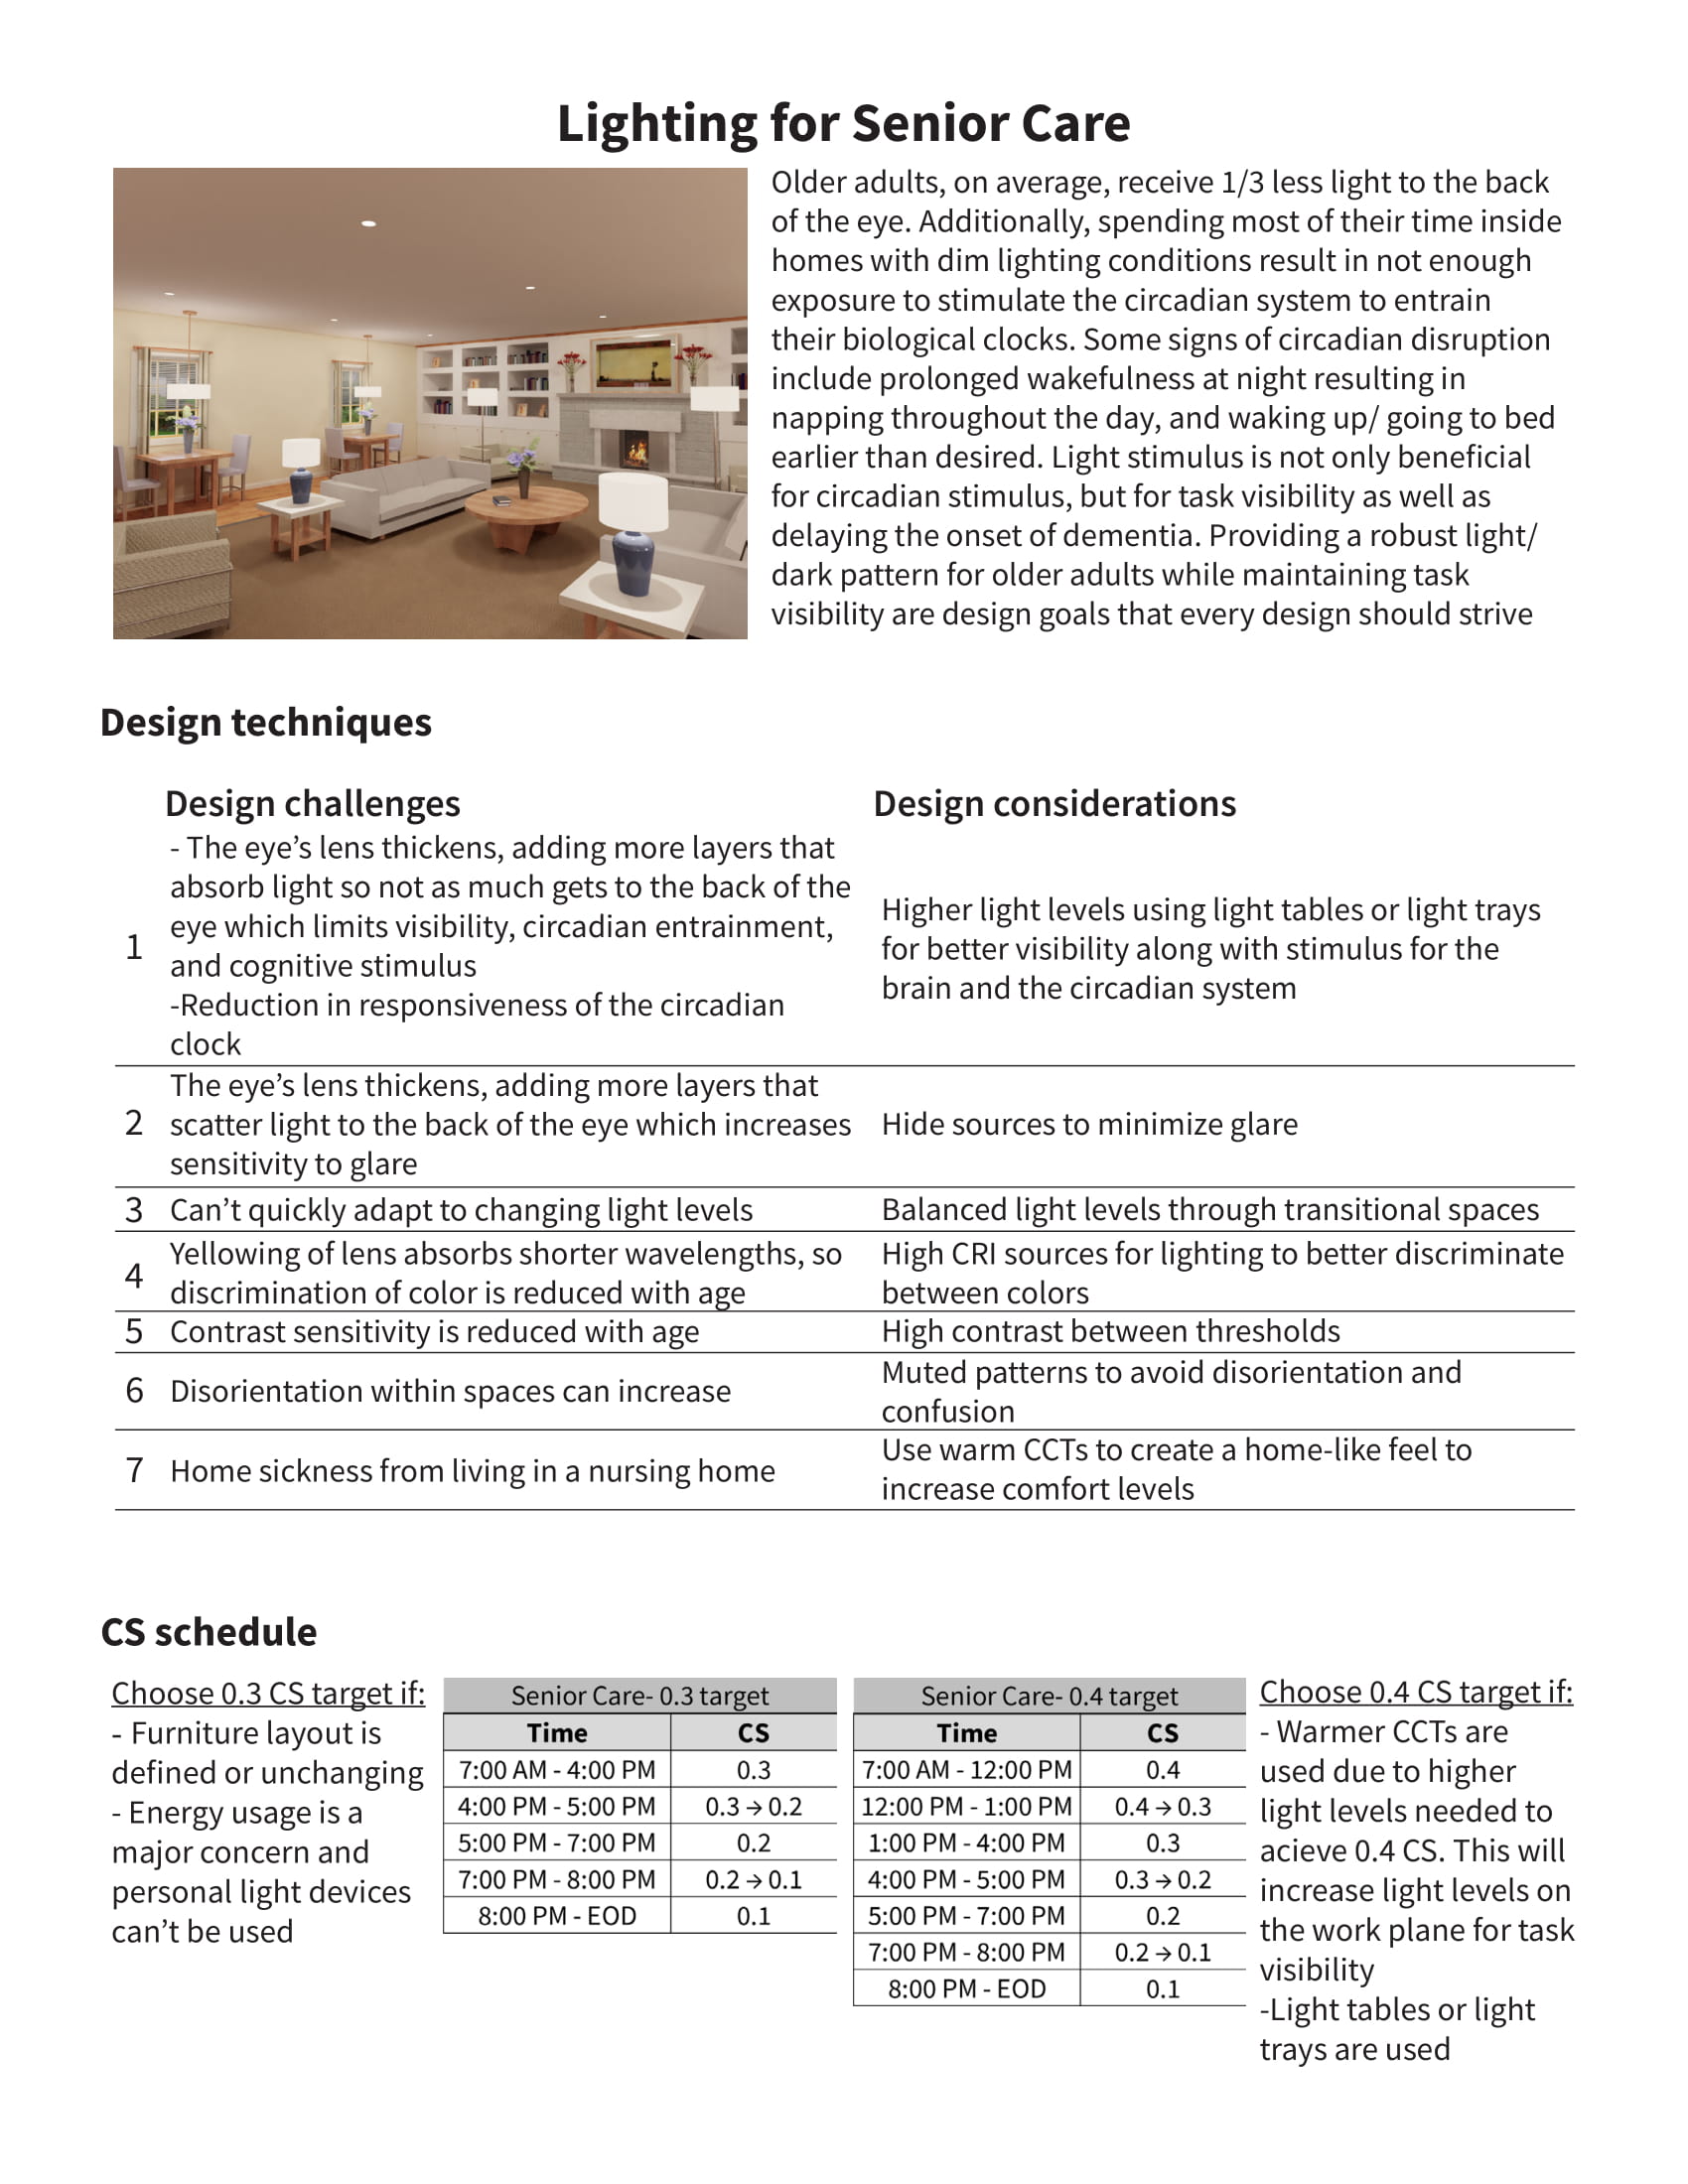 Lighting for Senior Care
Older adults, on average, receive 1/3 less light to the back
of the eye. Additionally, spending most of their time inside
homes with dim lighting conditions result in not enough
exposure to stimulate the circadian system to entrain
their biological clocks. Some signs of circadian disruption
include prolonged wakefulness at night resulting in
napping throughout the day, and waking up/ going to bed
earlier than desired. Light stimulus is not only beneficial
for circadian stimulus, but for task visibility as well as
delaying the onset of dementia. Providing a robust light/
dark pattern for older adults while maintaining task
visibility are design goals that every design should strive
Design techniques
Design challenges
Design considerations
1
- The eye’s lens thickens, adding more layers that
absorb light so not as much gets to the back of the
eye which limits visibility, circadian entrainment,
and cognitive stimulus
-Reduction in responsiveness of the circadian
clock
Higher light levels using light tables or light trays
for better visibility along with stimulus for the
brain and the circadian system
2
The eye’s lens thickens, adding more layers that
scatter light to the back of the eye which increases
sensitivity to glare
Hide sources to minimize glare
3 Can’t quickly adapt to changing light levels
Balanced light levels through transitional spaces
4
Yellowing of lens absorbs shorter wavelengths, so
discrimination of color is reduced with age
High CRI sources for lighting to better discriminate
between colors
5 Contrast sensitivity is reduced with age
High contrast between thresholds
6 Disorientation within spaces can increase
Muted patterns to avoid disorientation and
confusion
7 Home sickness from living in a nursing home
Use warm CCTs to create a home-like feel to
increase comfort levels
CS schedule
Choose 0.3 CS target if:
- Furniture layout is
defined or unchanging
- Energy usage is a
major concern and
personal light devices
can’t be used
Senior Care- 0.3 target
Time CS
7:00 AM - 4:00 PM 0.3
4:00 PM - 5:00 PM 0.3 → 0.2
5:00 PM - 7:00 PM 0.2
7:00 PM - 8:00 PM 0.2 → 0.1
8:00 PM - EOD 0.1
Senior Care- 0.4 target
Time CS
7:00 AM - 12:00 PM 0.4
12:00 PM - 1:00 PM 0.4 → 0.3
1:00 PM - 4:00 PM 0.3
4:00 PM - 5:00 PM 0.3 → 0.2
5:00 PM - 7:00 PM 0.2
7:00 PM - 8:00 PM 0.2 → 0.1
8:00 PM - EOD 0.1
Choose 0.4 CS target if:
- Warmer CCTs are
used due to higher
light levels needed to
acieve 0.4 CS. This will
increase light levels on
the work plane for task
visibility
-Light tables or light
trays are used